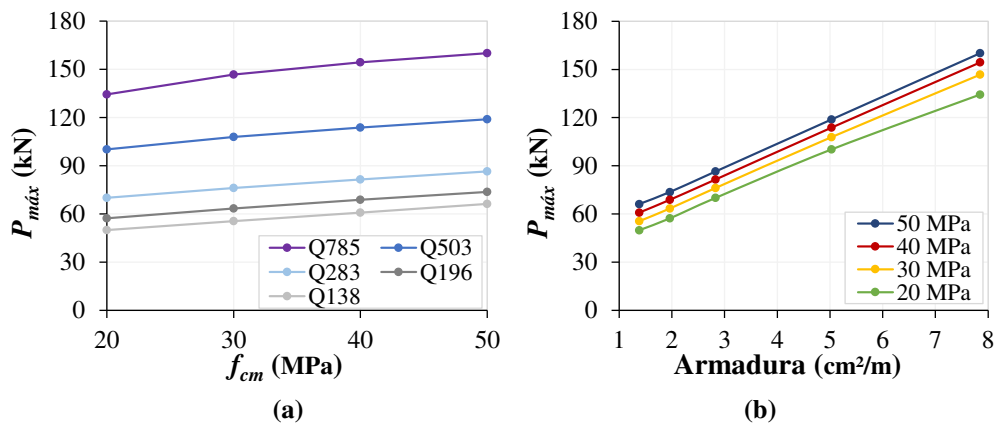 180
150
120
90
60
30
0
P máx (kN)
Q785
Q503
Q283
Q196
Q138
20
30
40
50
f cm (MPa)
(a)
180
150
120
90
60
30
0
P máx (kN)
50 MPa
40 MPa
30 MPa
20 MPa
1
2
3
4
5
6
7
8
Armadura (cm²/m)
(b)